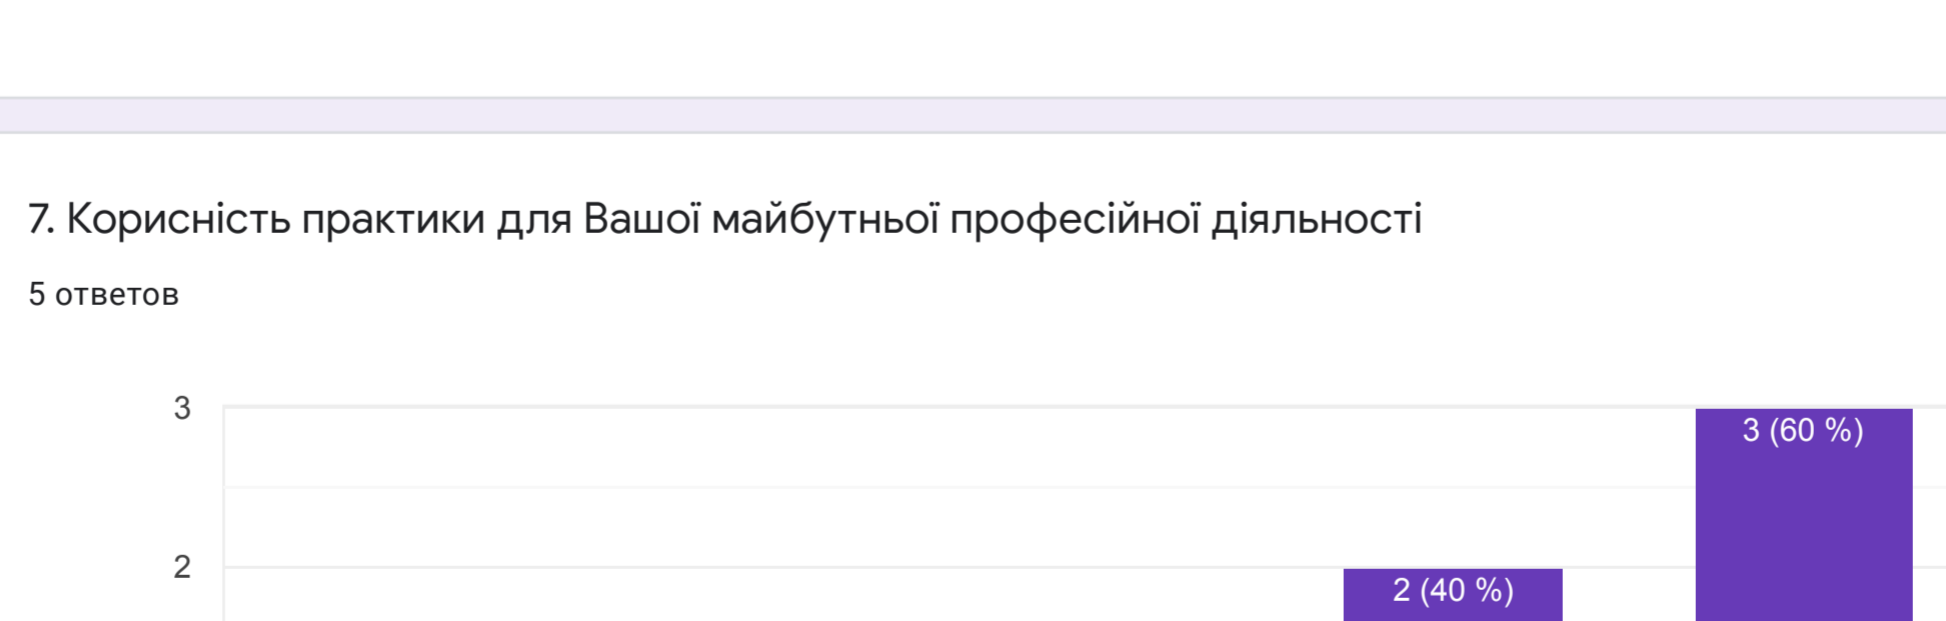 7. Корисність практики для Вашої майбутньої професійної діяльності
5 ответов
3
3 (60 %)
2
2 (40 %)